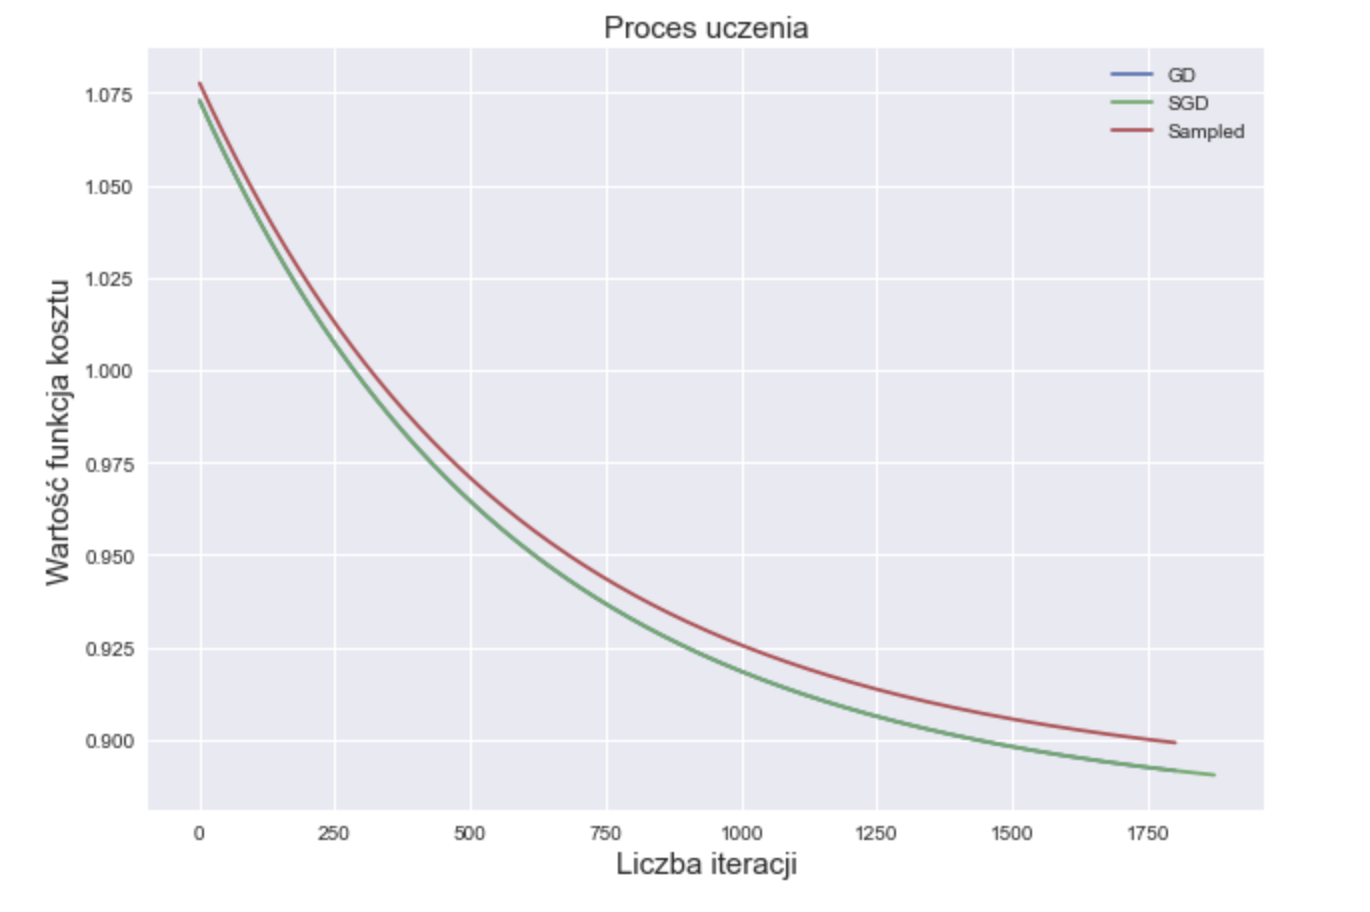 Proces uczenia
GD
SGD
Sampled
Wartość funkcja kosztu
1.075
1.050
1.025
1.000
0.975
0.950
0.925
0.900
0 250 500 750 1000 1250 1500 1750
Liczba iteracji